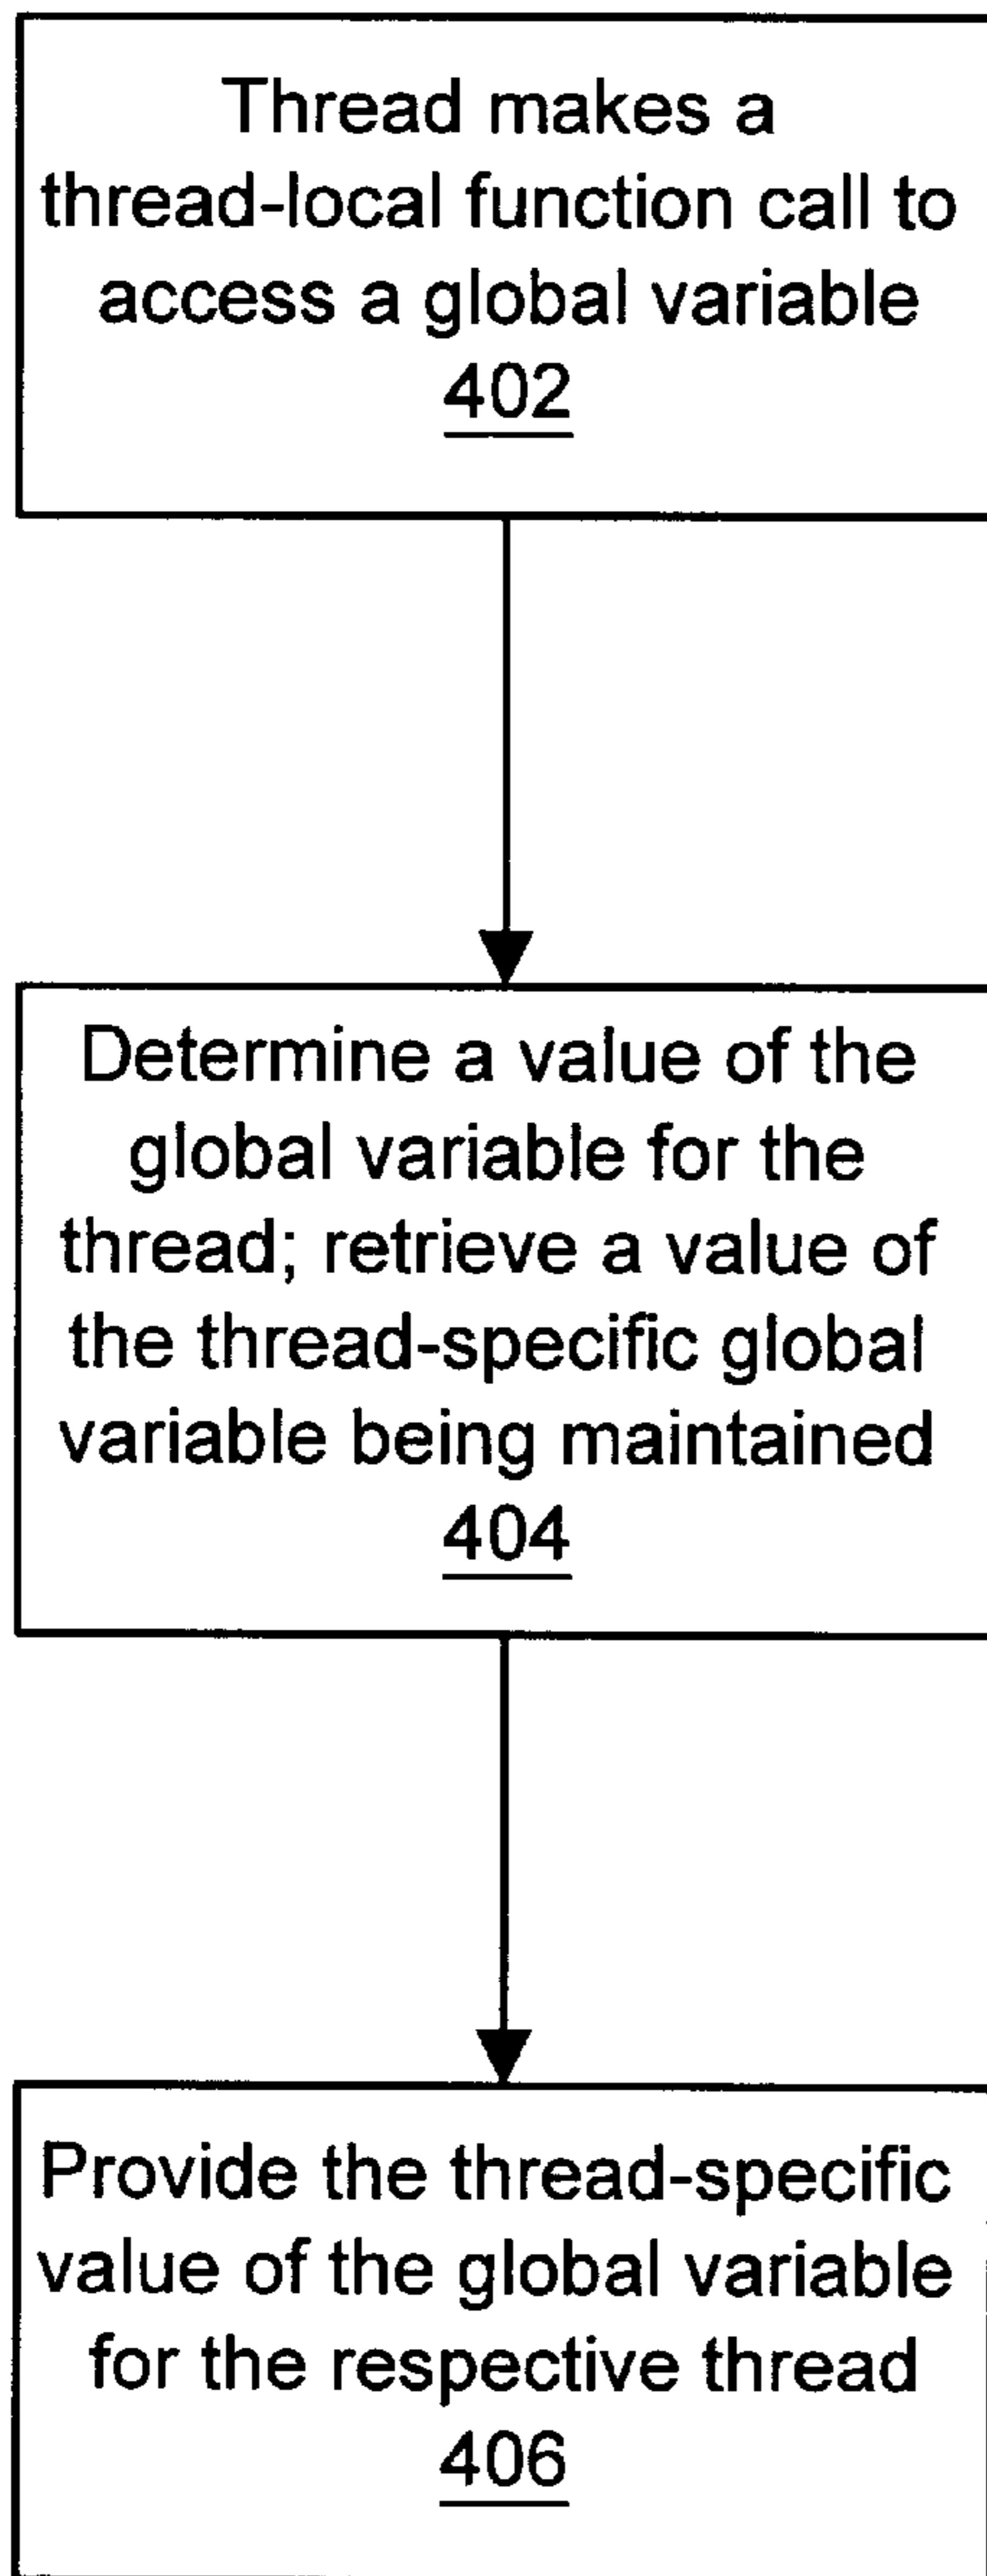 Thread makes a
thread-local function call to
access a global variable
402
Determine a value of the
global variable for the
thread; retrieve a value of
the thread-specific global
variable being maintained
404
Provide the thread-specific
value of the global variable
for the respective thread
406